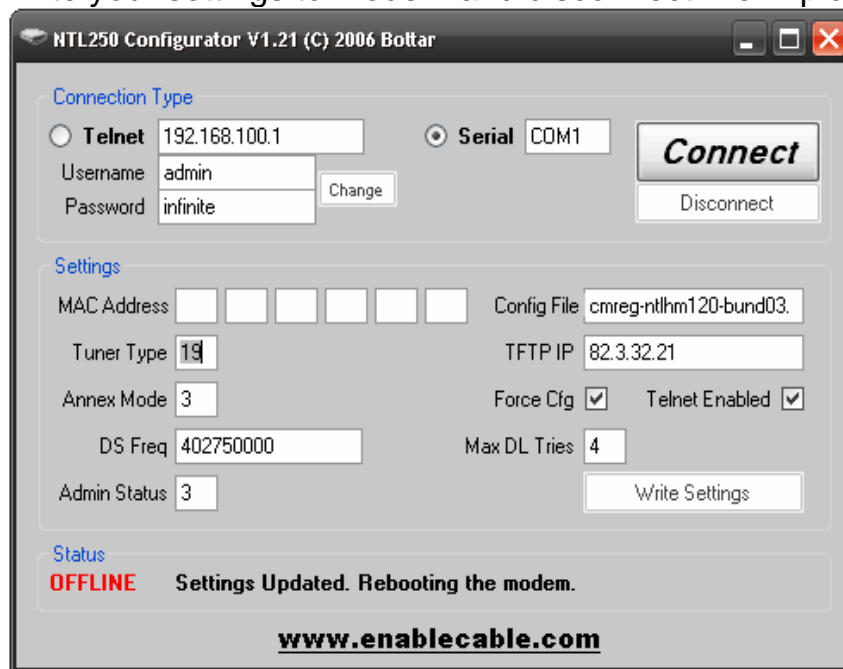 NTL250 Configurator V1.21 (C) 2006 Bottar
Connection Type
Telnet 192.168.100.1 Serial COM1 Connect
Username admin Change
Password infinite Disconnect
Settings
MAC Address Config File cmreg-ntlhm120-bund03.
Tuner Type 19 TFTP IP 82.3.32.21
Annex Mode 3 Force Cfg Telnet Enabled
DS Freq 402750000 Max DL Tries 4
Admin Status 3 Write Settings
Status
OFFLINE Settings Updated. Rebooting the modem.
www.enablecable.com